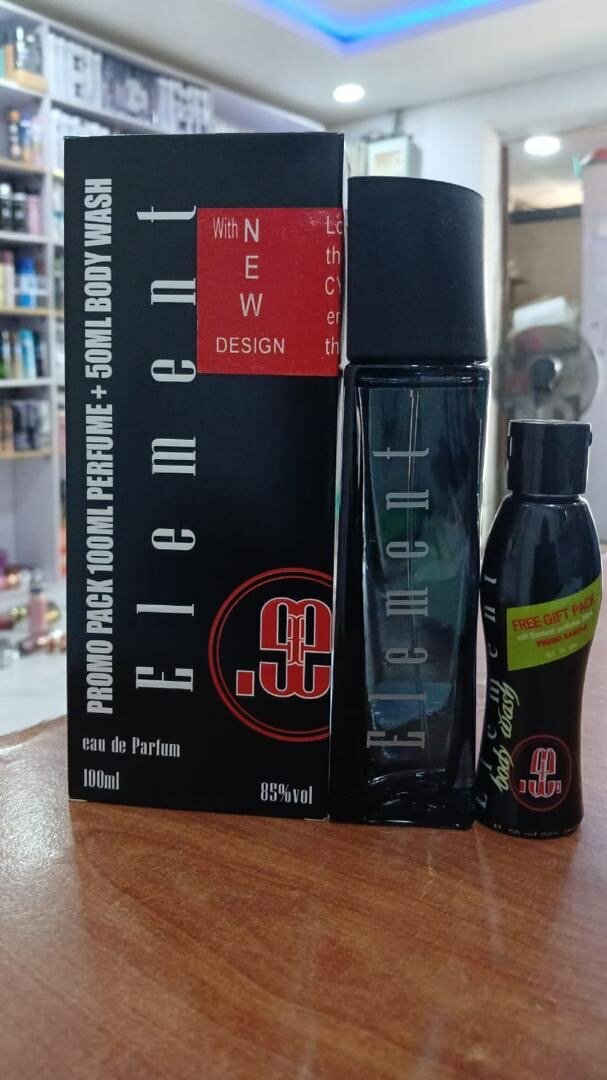 PROMO PACK 100ML PERFUME + 50ML BODY WASH
Element
With NEW
DESIGN
eau de Parfum
100ml
85%vol
Element
FREE GIFT PACK
Element
body wash